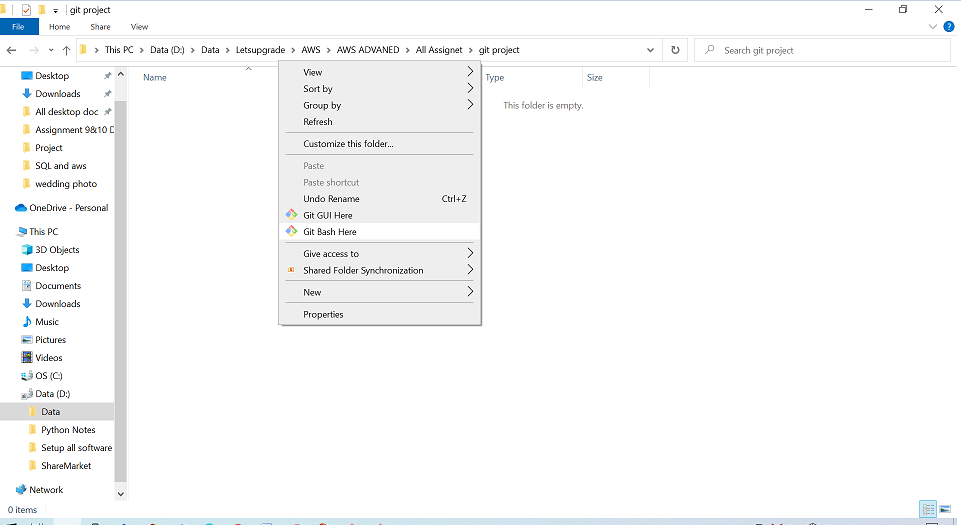 git project
File Home Share View
This PC Data (D:) Data Letsupgrade AWS AWS ADVANED All Assignet git project
Search git project
Desktop
Downloads
All desktop doc
Assignment 9&10 D
Project
SQL and aws
wedding photo
OneDrive - Personal
This PC
3D Objects
Desktop
Documents
Downloads
Music
Pictures
Videos
OS (C:)
Data (D:)
Data
Python Notes
Setup all software
ShareMarket
Network
Name Type Size
This folder is empty.
View
Sort by
Group by
Refresh
Customize this folder...
Paste
Paste shortcut
Undo Rename Ctrl+Z
Git GUI Here
Git Bash Here
Give access to
Shared Folder Synchronization
New
Properties
0 items